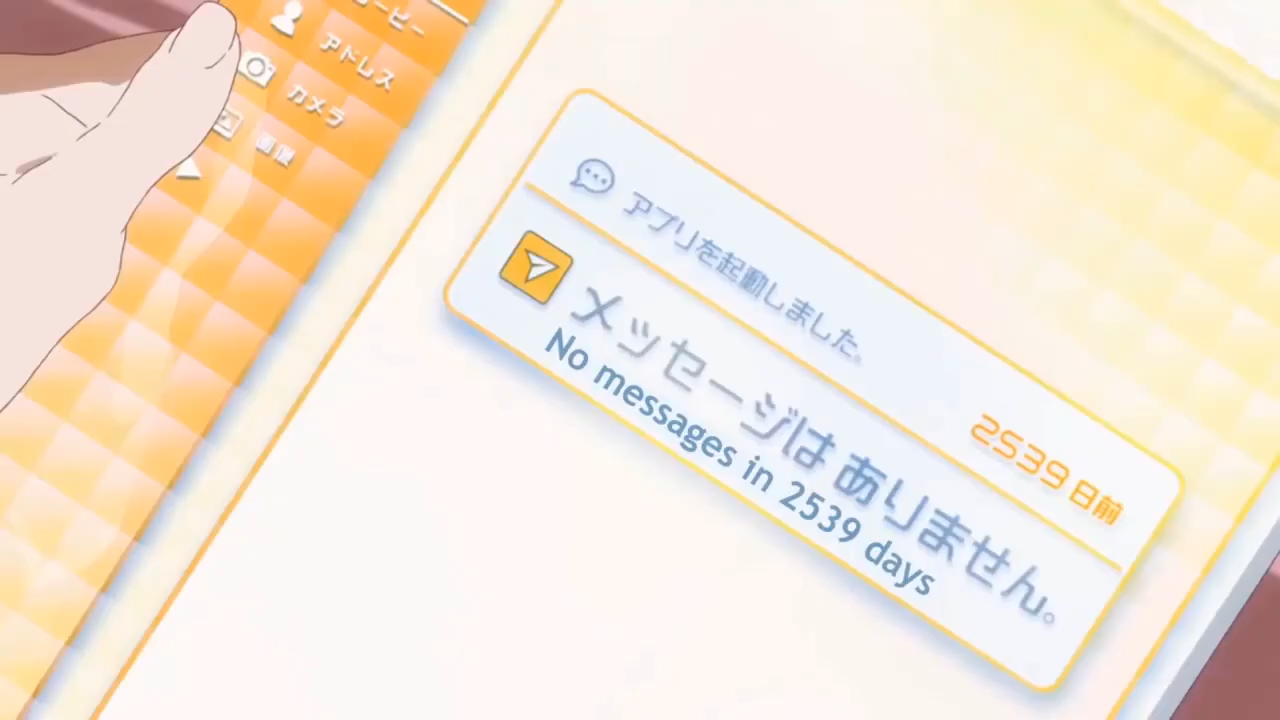 アドレス
カメラ
画像
アプリを起動しました。
2539日前
メッセージはありません。
No messages in 2539 days